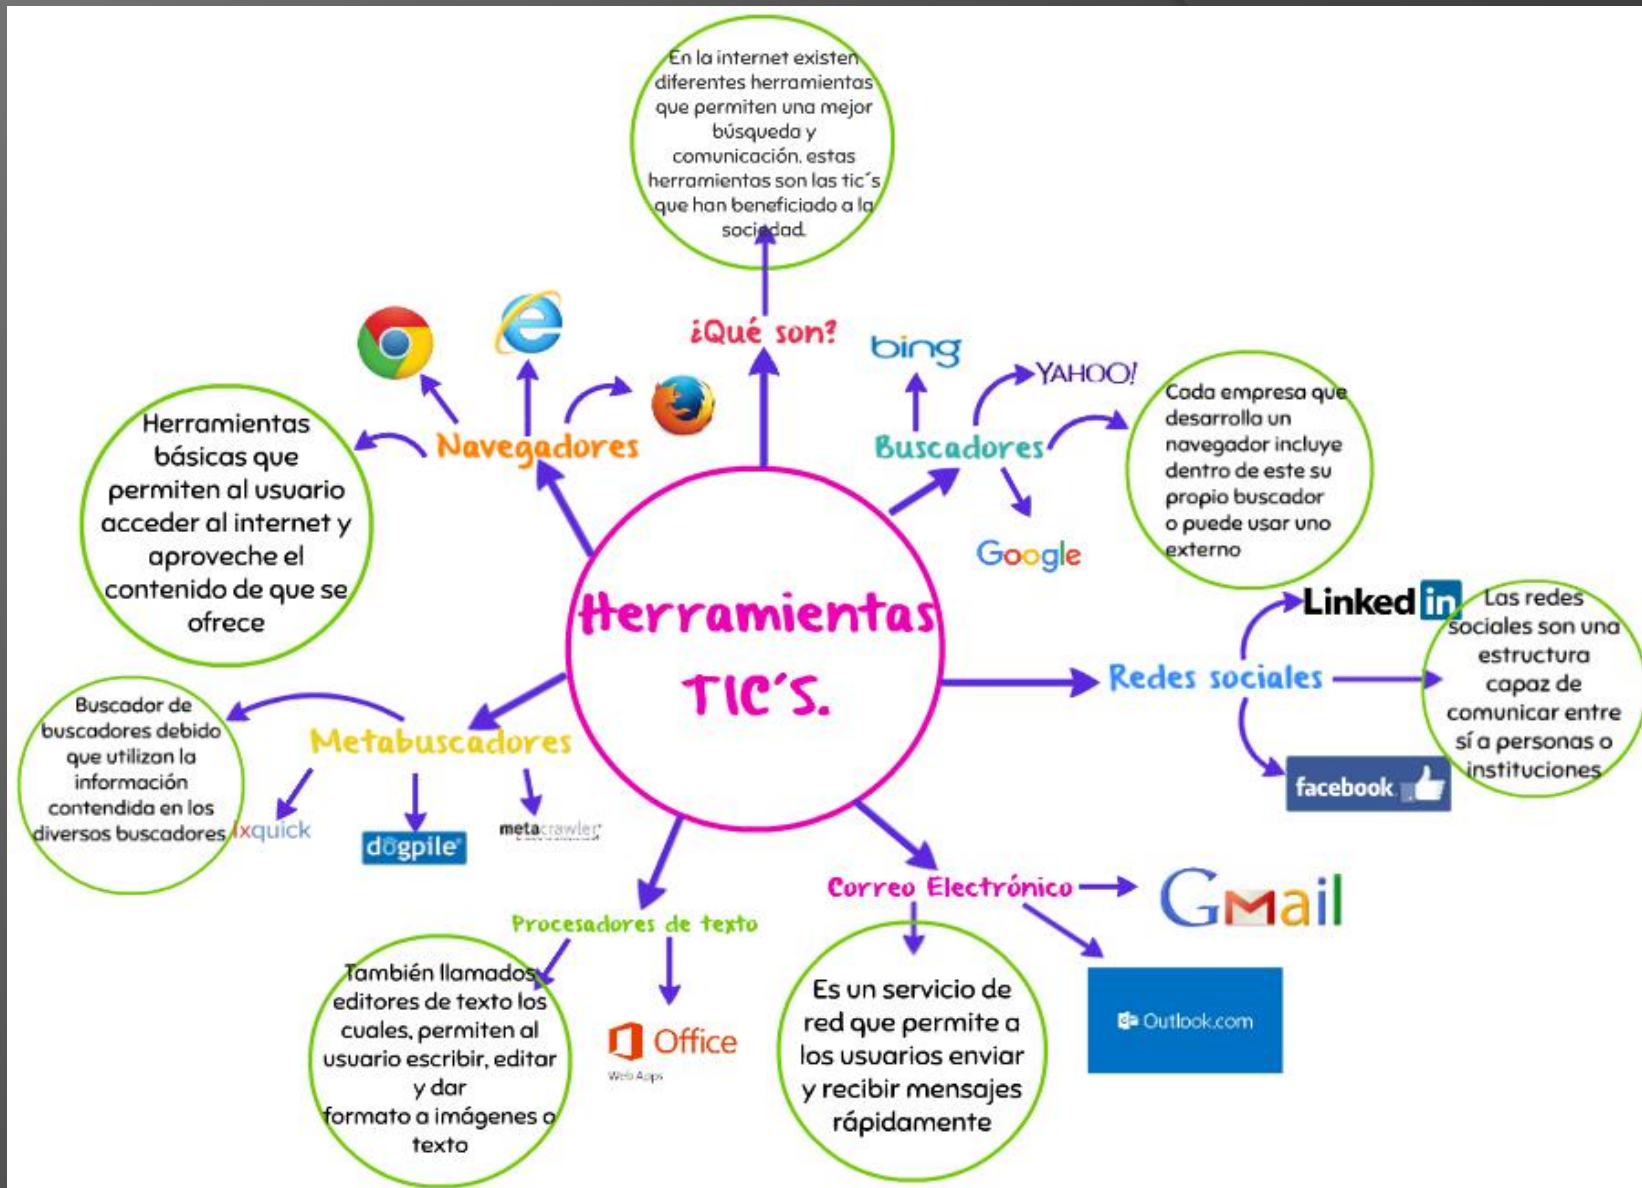 En la internet existen
diferentes herramientas
que permiten una mejor
búsqueda y
comunicación. estas
herramientas son las tic´s
que han beneficiado a la
sociedad.
¿Qué son?
Navegadores
Herramientas
básicas que
permiten al usuario
acceder al internet y
aproveche el
contenido de que se
ofrece
bing
YAHOO!
Buscadores
Google
Cada empresa que
desarrolla un
navegador incluye
dentro de este su
propio buscador
o puede usar uno
externo
Herramientas
TIC´S.
Linked in
Redes sociales
facebook
Las redes
sociales son una
estructura
capaz de
comunicar entre
sí a personas o
instituciones
Metabuscadores
Buscador de
buscadores debido
que utilizan la
información
contendida en los
diversos buscadores
Ixquick
dogpile
metacrawler
Procesadores de texto
También llamados
editores de texto los
cuales, permiten al
usuario escribir, editar
y dar
formato a imágenes o
texto
Office
Web Apps
Correo Electrónico
Gmail
Outlook.com
Es un servicio de
red que permite a
los usuarios enviar
y recibir mensajes
rápidamente